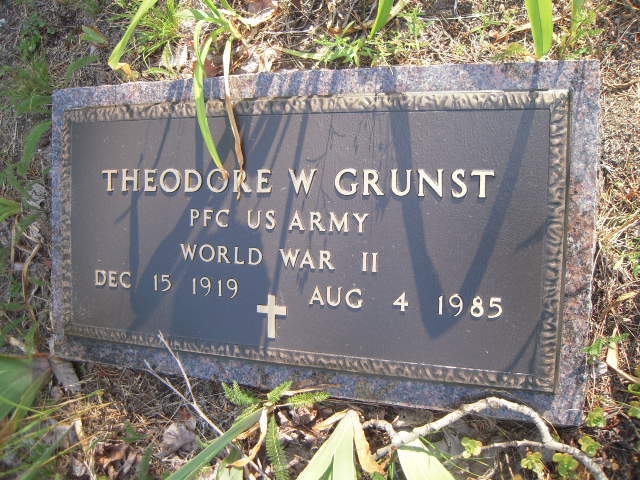 THEODORE W GRUNST
PFC US ARMY
WORLD WAR II
DEC 15 1919 AUG 4 1985